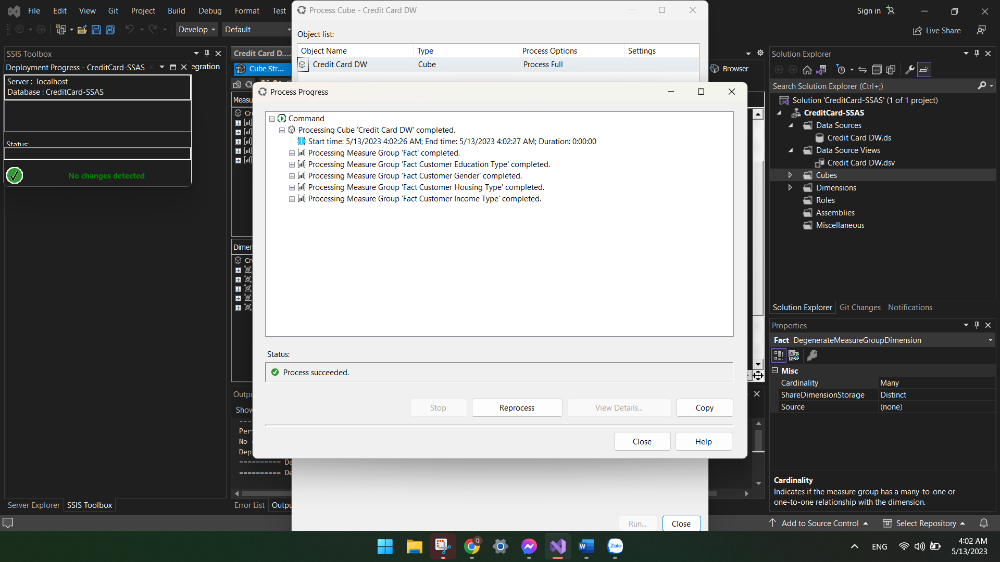 File Edit View Git Project Build Debug Format Test
Process Cube - Credit Card DW
Sign in
Develop
Default
Live Share
Object list:
Object Name Type Process Options Settings
Credit Card DW Cube Process Full
SSIS Toolbox
Deployment Progress - CreditCard-SSAS
egration
Server : localhost
Database : CreditCard-SSAS
Status:
No changes detected
Credit Card D....
Cube Str...
Browser
Measu
Cr
Dimen
Cr
Process Progress
Command
Processing Cube 'Credit Card DW' completed.
Start time: 5/13/2023 4:02:26 AM; End time: 5/13/2023 4:02:27 AM; Duration: 0:00:00
Processing Measure Group 'Fact' completed.
Processing Measure Group 'Fact Customer Education Type' completed.
Processing Measure Group 'Fact Customer Gender' completed.
Processing Measure Group 'Fact Customer Housing Type' completed.
Processing Measure Group 'Fact Customer Income Type' completed.
Status:
Process succeeded.
Stop Reprocess View Details... Copy
Close Help
Run... Close
Outpu
Show
----
Per
No
Dep
========== De
========== De
Server Explorer SSIS Toolbox
Error List Outpu
Solution Explorer
Search Solution Explorer (Ctrl+;)
Solution 'CreditCard-SSAS' (1 of 1 project)
CreditCard-SSAS
Data Sources
Credit Card DW.ds
Data Source Views
Credit Card DW.dsv
Cubes
Dimensions
Roles
Assemblies
Miscellaneous
Solution Explorer Git Changes Notifications
Properties
Fact DegenerateMeasureGroupDimension
Misc
Cardinality Many
ShareDimensionStorage Distinct
Source (none)
Cardinality
Indicates if the measure group has a many-to-one or
one-to-one relationship with the dimension.
Add to Source Control Select Repository
Q
W
Zalo
ENG
4:02 AM
5/13/2023